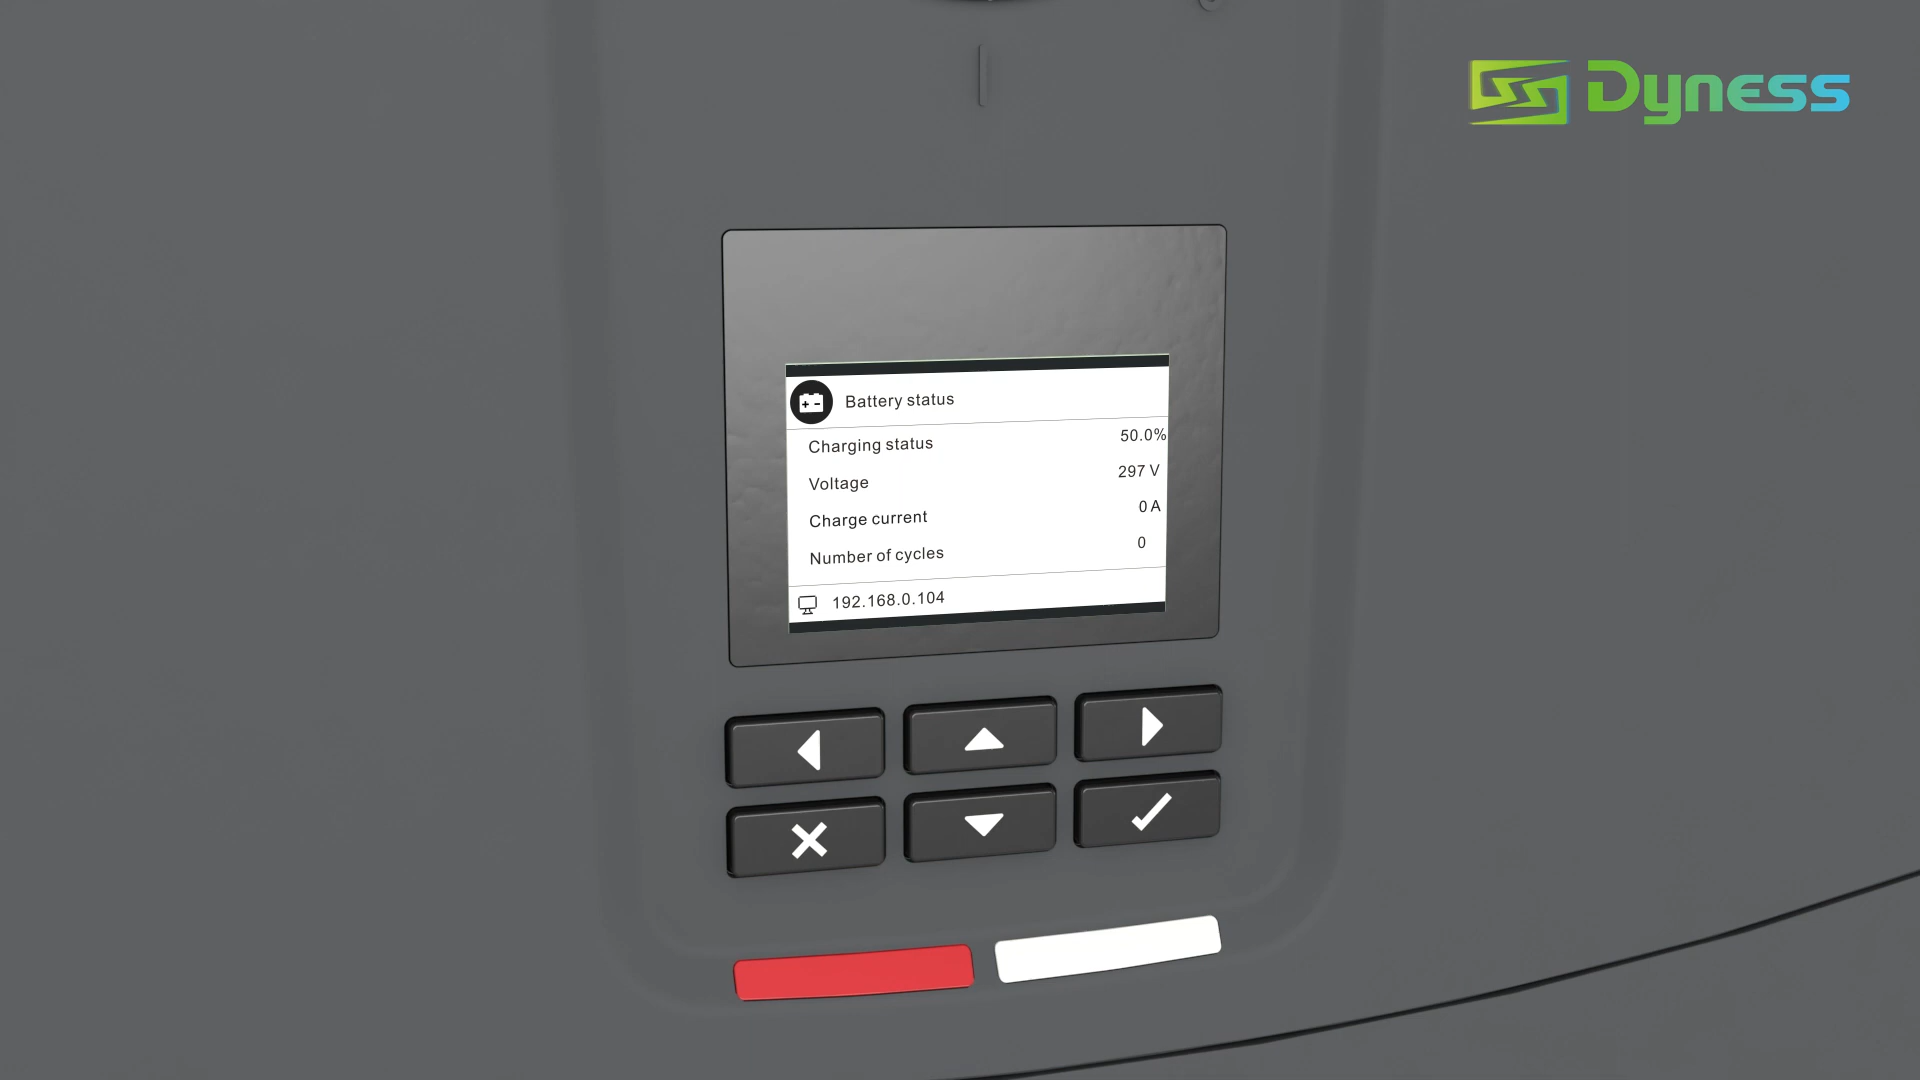 Dyness
Battery status
Charging status 50.0%
Voltage 297 V
Charge current 0 A
Number of cycles 0
192.168.0.104